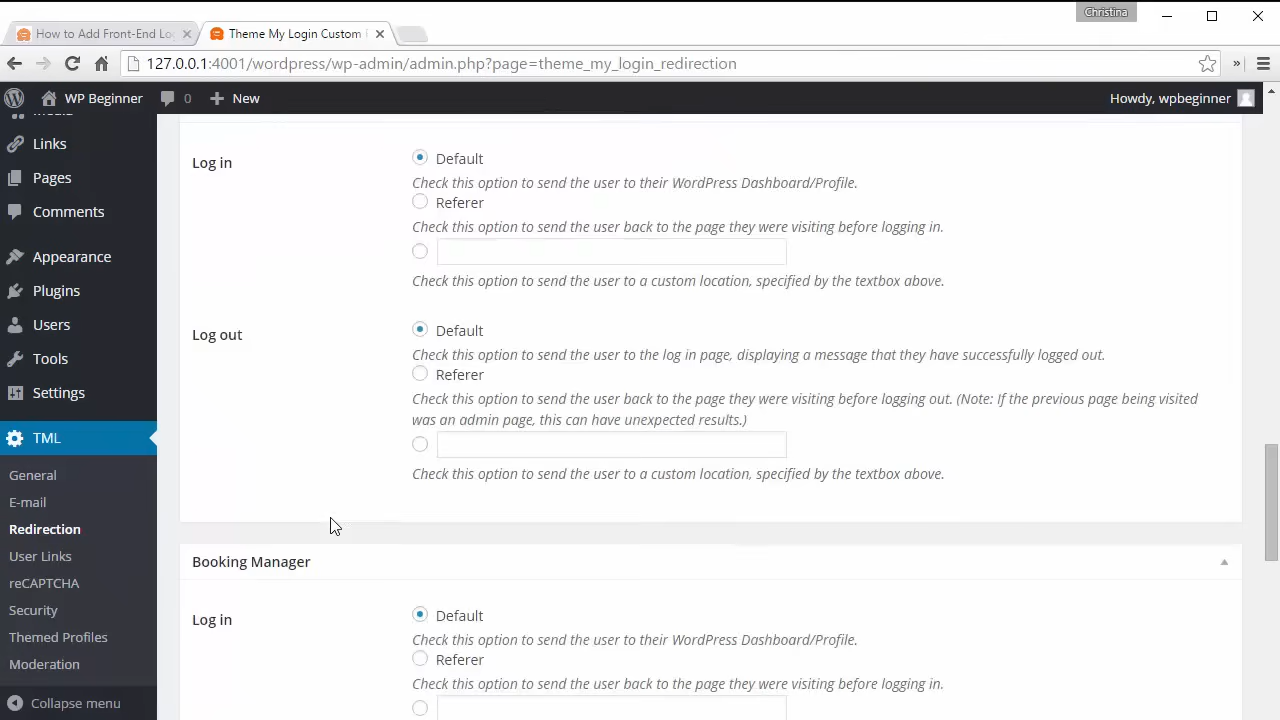 Christina
How to Add Front-End Lo
Theme My Login Custom
127.0.0.1:4001/wordpress/wp-admin/admin.php?page=theme_my_login_redirection
WP Beginner
0
New
Howdy, wpbeginner
Media
Links
Pages
Comments
Appearance
Plugins
Users
Tools
Settings
TML
General
E-mail
Redirection
User Links
reCAPTCHA
Security
Themed Profiles
Moderation
Collapse menu
Log in
Default
Check this option to send the user to their WordPress Dashboard/Profile.
Referer
Check this option to send the user back to the page they were visiting before logging in.
Check this option to send the user to a custom location, specified by the textbox above.
Log out
Default
Check this option to send the user to the log in page, displaying a message that they have successfully logged out.
Referer
Check this option to send the user back to the page they were visiting before logging out. (Note: If the previous page being visited
was an admin page, this can have unexpected results.)
Check this option to send the user to a custom location, specified by the textbox above.
Booking Manager
Log in
Default
Check this option to send the user to their WordPress Dashboard/Profile.
Referer
Check this option to send the user back to the page they were visiting before logging in.